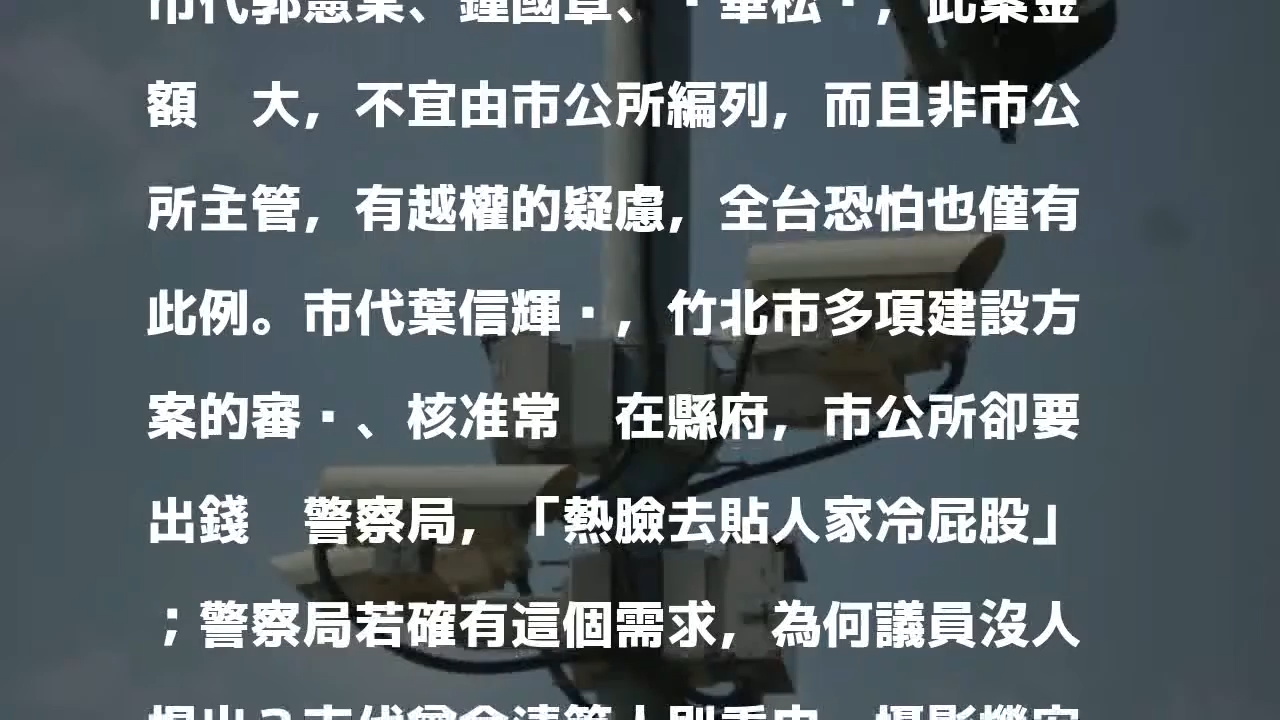 額　大，不宜由市公所編列，而且非市公
所主管，有越權的疑慮，全台恐怕也僅有
此例。市代葉信輝·，竹北市多項建設方
案的審·、核准常　在縣府，市公所卻要
出錢　警察局，「熱臉去貼人家冷屁股」
；警察局若確有這個需求，為何議員沒人